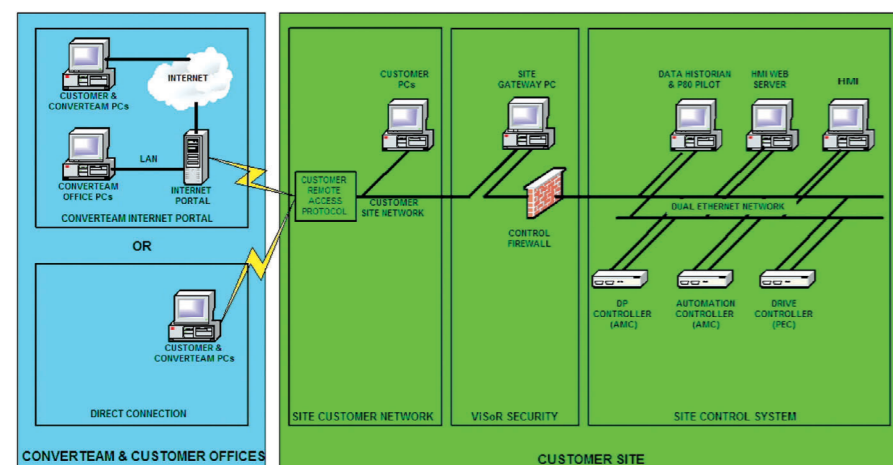 INTERNET
CUSTOMER &
CONVERTEAM PCs
LAN
CONVERTEAM
OFFICE PCs
INTERNET
PORTAL
CONVERTEAM INTERNET PORTAL
OR
CUSTOMER &
CONVERTEAM PCs
DIRECT CONNECTION
CONVERTEAM & CUSTOMER OFFICES
CUSTOMER
PCs
CUSTOMER
REMOTE
ACCESS
PROTOCOL
CUSTOMER
SITE NETWORK
SITE CUSTOMER NETWORK
SITE
GATEWAY PC
CONTROL
FIREWALL
ViSoR SECURITY
DATA HISTORIAN
& P80 PILOT
HMI WEB
SERVER
HMI
DUAL ETHERNET NETWORK
DP
CONTROLLER
(AMC)
AUTOMATION
CONTROLLER
(AMC)
DRIVE
CONTROLLER
(PEC)
SITE CONTROL SYSTEM
CUSTOMER SITE